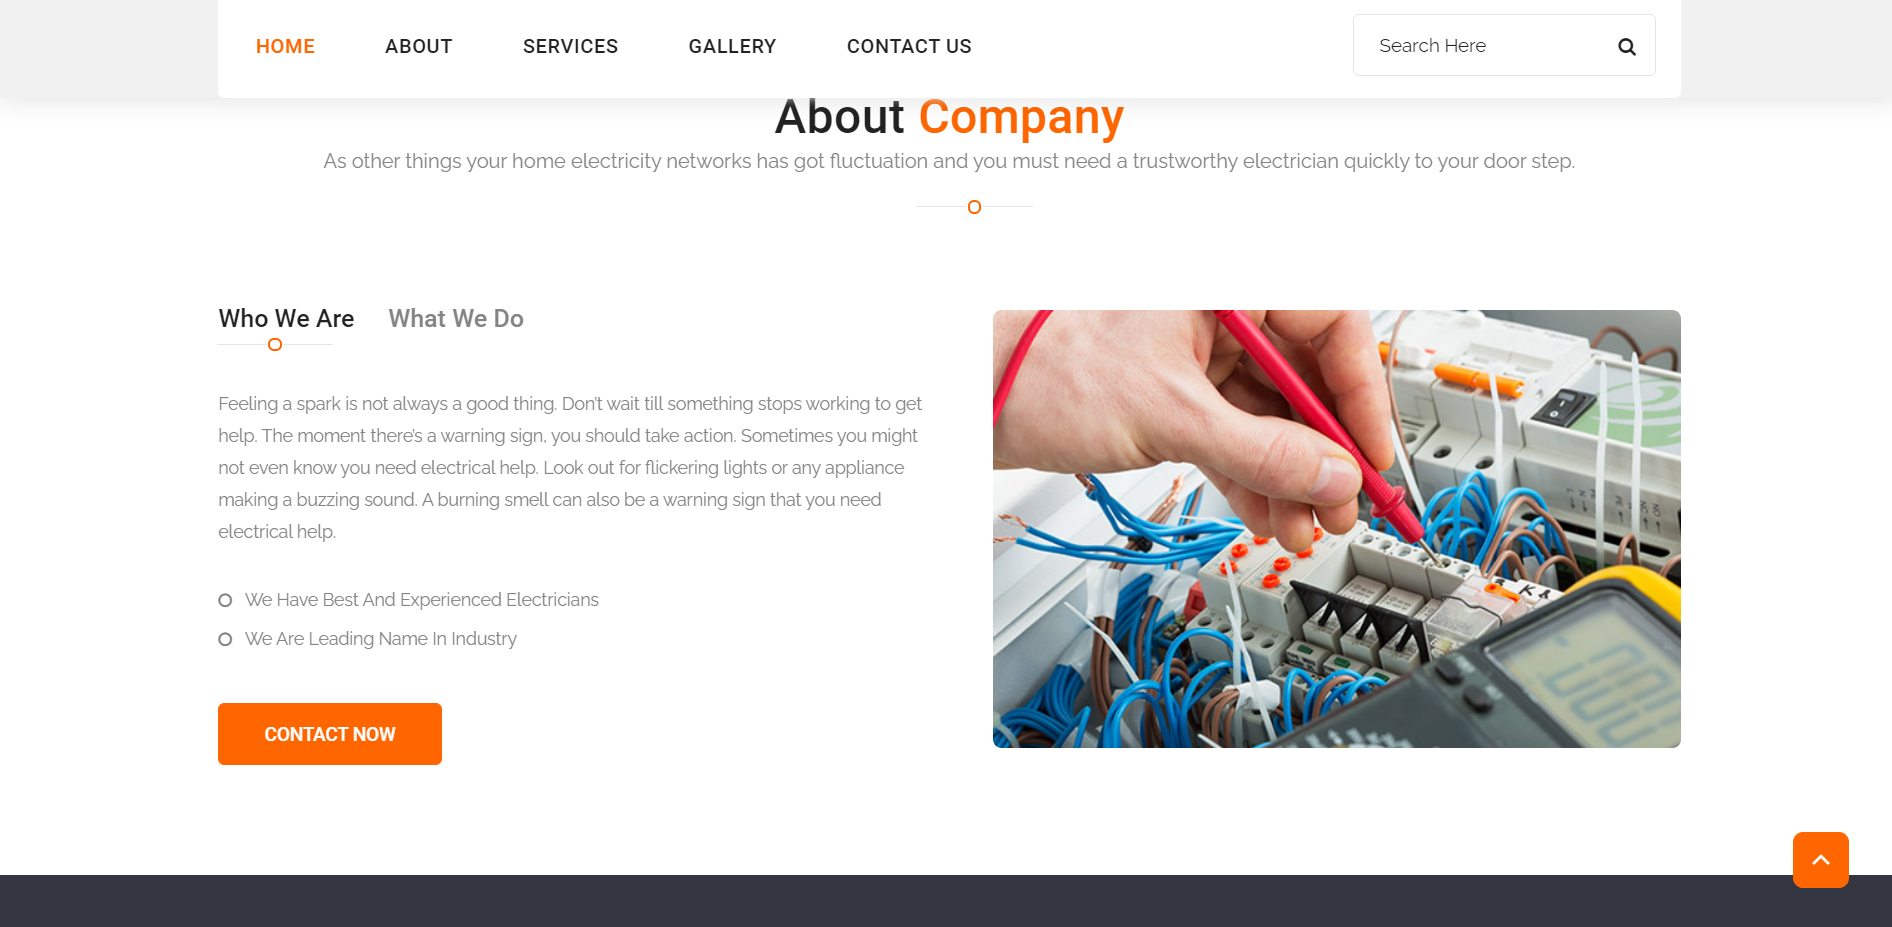 HOME ABOUT SERVICES GALLERY CONTACT US Search Here
About Company
As other things your home electricity networks has got fluctuation and you must need a trustworthy electrician quickly to your door step.
Who We Are What We Do
Feeling a spark is not always a good thing. Don't wait till something stops working to get
help. The moment there's a warning sign, you should take action. Sometimes you might
not even know you need electrical help. Look out for flickering lights or any appliance
making a buzzing sound. A burning smell can also be a warning sign that you need
electrical help.
We Have Best And Experienced Electricians
We Are Leading Name In Industry
CONTACT NOW